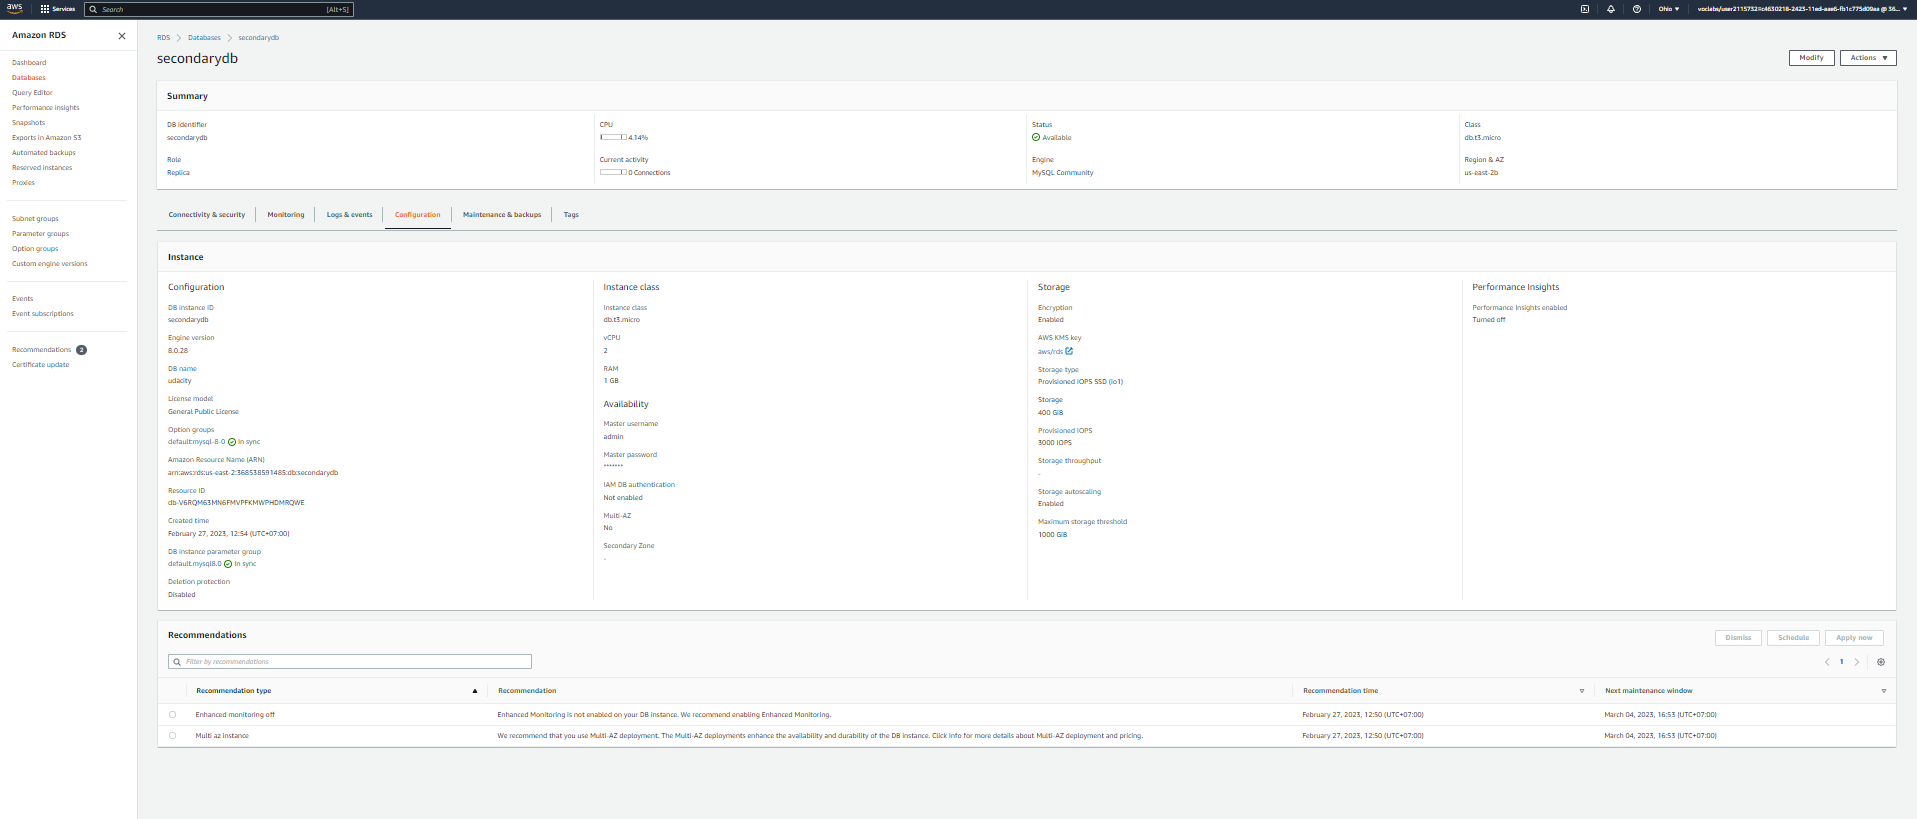 aws Services Search [Alt+S] Ohio ▼ voclabs/user2115732=c4630218-2423-11ed-aae6-fb1c775d09aa @ 36... ▼
Amazon RDS
Dashboard
Databases
Query Editor
Performance insights
Snapshots
Exports in Amazon S3
Automated backups
Reserved instances
Proxies
Subnet groups
Parameter groups
Option groups
Custom engine versions
Events
Event subscriptions
Recommendations 2
Certificate update
RDS > Databases > secondarydb
secondarydb
Modify Actions ▼
Summary
DB identifier
secondarydb
Role
Replica
CPU
4.14%
Current activity
0 Connections
Status
Available
Engine
MySQL Community
Class
db.t3.micro
Region & AZ
us-east-2b
Connectivity & security Monitoring Logs & events Configuration Maintenance & backups Tags
Instance
Configuration
DB instance ID
secondarydb
Engine version
8.0.28
DB name
udacity
License model
General Public License
Option groups
default:mysql-8-0 In sync
Amazon Resource Name (ARN)
arn:aws:rds:us-east-2:368538591485:db:secondarydb
Resource ID
db-V6RQM63MN6FMVPFKMWPHDMRQWE
Created time
February 27, 2023, 12:54 (UTC+07:00)
DB instance parameter group
default.mysql8.0 In sync
Deletion protection
Disabled
Instance class
Instance class
db.t3.micro
vCPU
2
RAM
1 GB
Availability
Master username
admin
Master password
*******
IAM DB authentication
Not enabled
Multi-AZ
No
Secondary Zone
-
Storage
Encryption
Enabled
AWS KMS key
aws/rds
Storage type
Provisioned IOPS SSD (io1)
Storage
400 GiB
Provisioned IOPS
3000 IOPS
Storage throughput
-
Storage autoscaling
Enabled
Maximum storage threshold
1000 GiB
Performance Insights
Performance Insights enabled
Turned off
Recommendations
Dismiss Schedule Apply now
Filter by recommendations
1
Recommendation type Recommendation Recommendation time Next maintenance window
Enhanced monitoring off Enhanced Monitoring is not enabled on your DB instance. We recommend enabling Enhanced Monitoring. February 27, 2023, 12:50 (UTC+07:00) March 04, 2023, 16:53 (UTC+07:00)
Multi az instance We recommend that you use Multi-AZ deployment. The Multi-AZ deployments enhance the availability and durability of the DB instance. Click info for more details about Multi-AZ deployment and pricing. February 27, 2023, 12:50 (UTC+07:00) March 04, 2023, 16:53 (UTC+07:00)